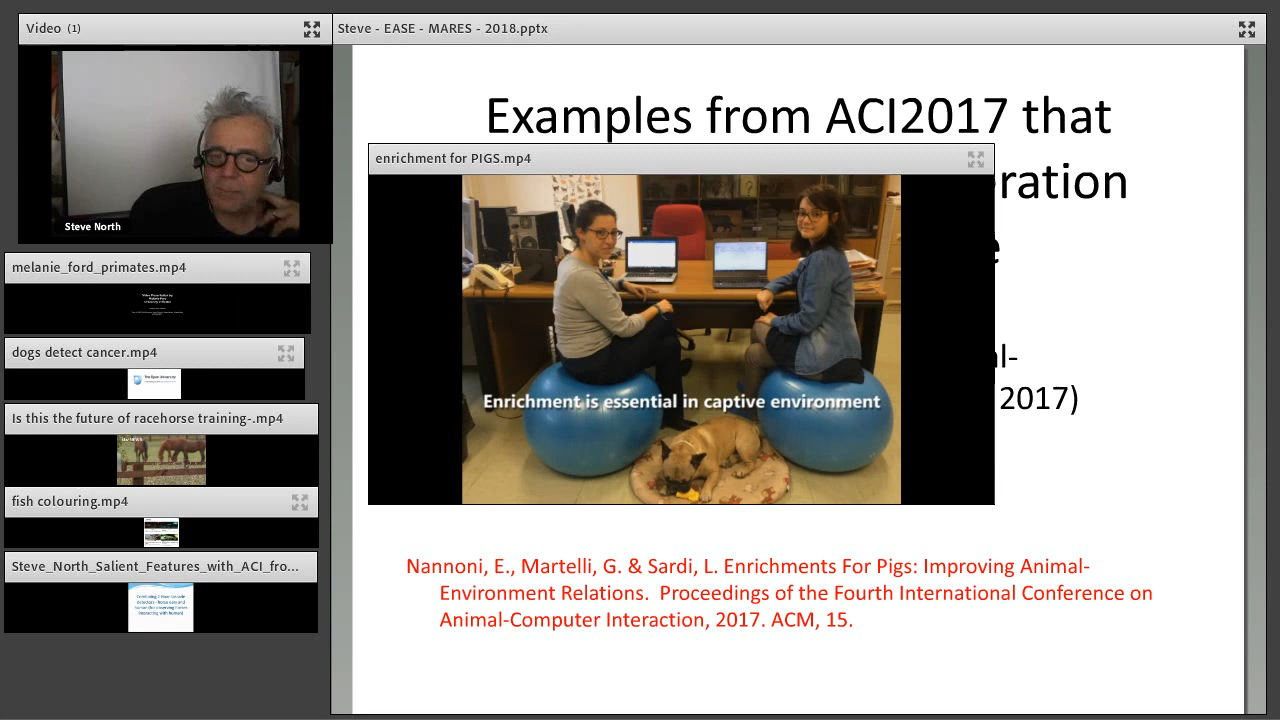 Video (1)
Steve North
melanie_ford_primates.mp4
dogs detect cancer.mp4
The Open University
Is this the future of racehorse training-.mp4
fish colouring.mp4
Steve_North_Salient_Features_with_ACI_fro...
Steve - EASE - MARES - 2018.pptx
Examples from ACI2017 that
ration
enrichment for PIGS.mp4
Enrichment is essential in captive environment
l-
2017)
Nannoni, E., Martelli, G. & Sardi, L. Enrichments For Pigs: Improving Animal-
Environment Relations. Proceedings of the Fourth International Conference on
Animal-Computer Interaction, 2017. ACM, 15.